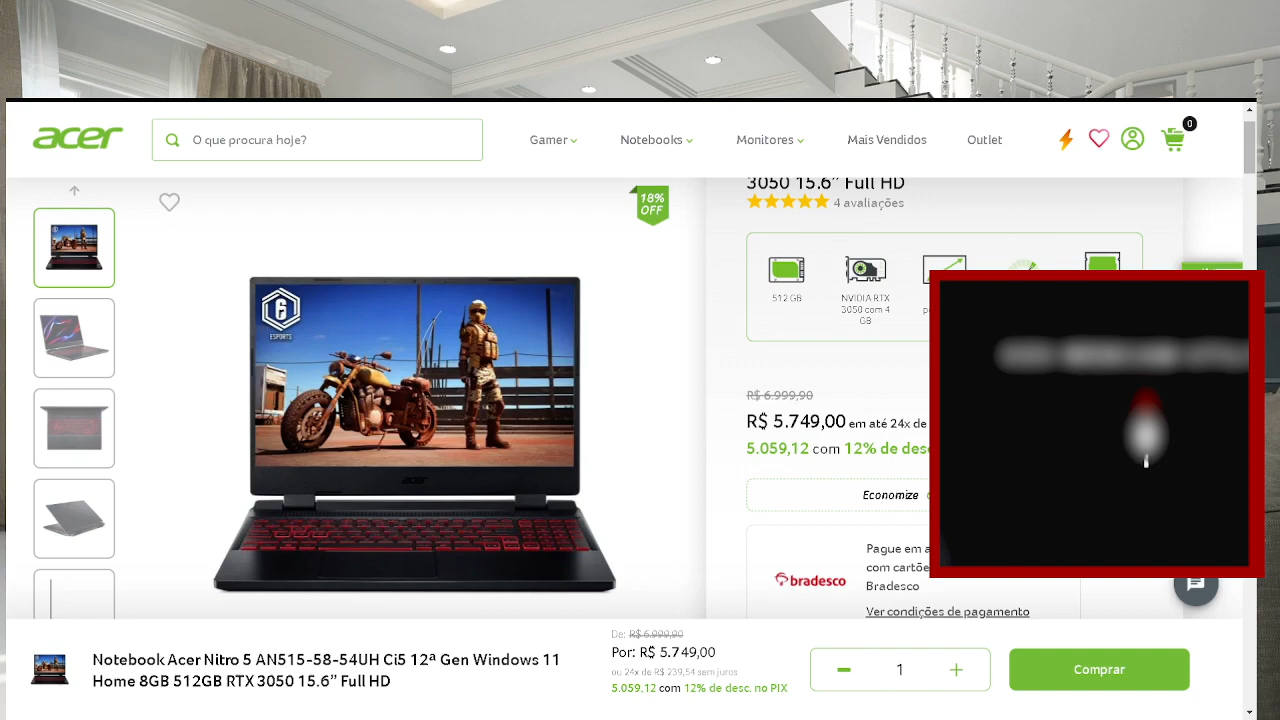 acer
O que procura hoje?
Gamer
Notebooks
Monitores
Mais Vendidos
Outlet
0
18%
OFF
ESPORTS
acer
3050 15.6” Full HD
4 avaliações
512 GB
NVIDIA RTX
3050 com 4
GB
R$ 6.999,90
R$ 5.749,00 em até 24x de
5.059,12 com 12% de desc
Economize
bradesco
Pague em a
com cartõe
Bradesco
Ver condições de pagamento
Notebook Acer Nitro 5 AN515-58-54UH Ci5 12ª Gen Windows 11
Home 8GB 512GB RTX 3050 15.6” Full HD
De: R$ 6.999,90
Por: R$ 5.749,00
ou 24x de R$ 239,54 sem juros
5.059,12 com 12% de desc. no PIX
1
Comprar